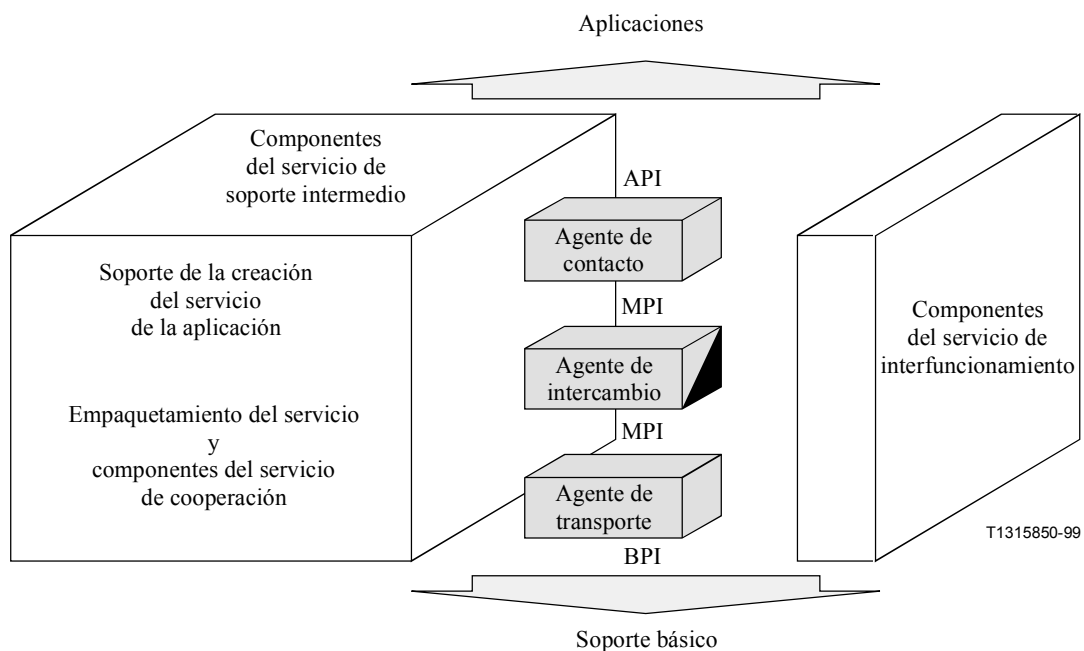 Aplicaciones
Componentes
del servicio de
soporte intermedio
Soporte de la creación
del servicio
de la aplicación
Empaquetamiento del servicio
y
componentes del servicio
de cooperación
API
Agente de
contacto
MPI
Agente de
intercambio
MPI
Agente de
transporte
BPI
Componentes
del servicio de
interfuncionamiento
T1315850-99
Soporte básico